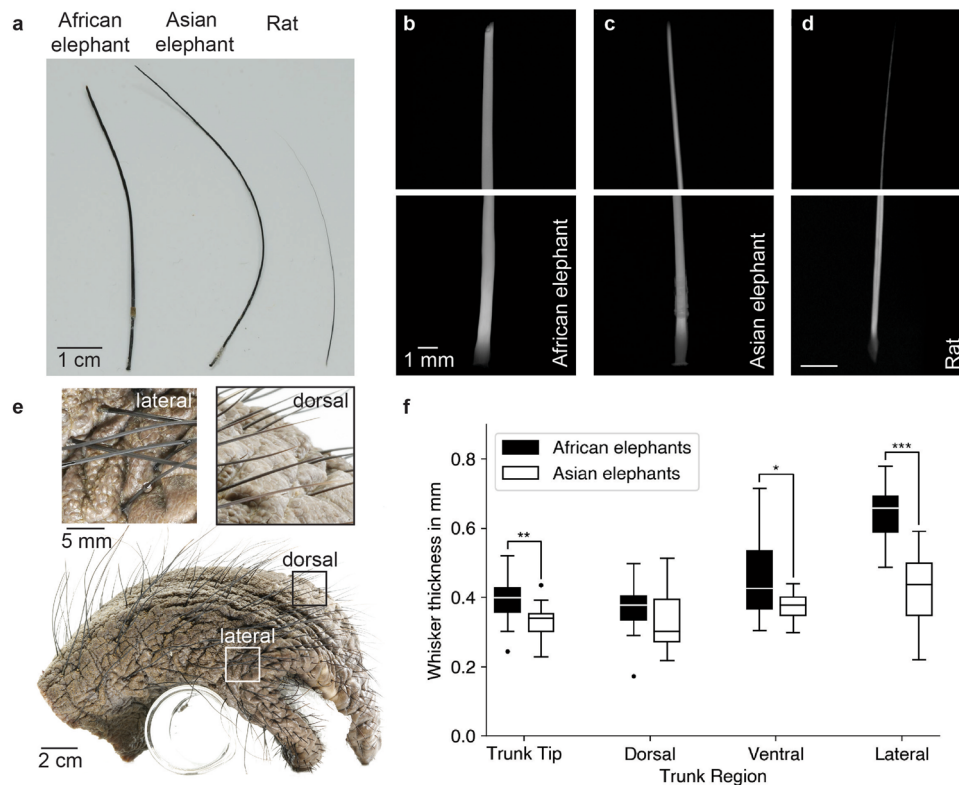 a
African
elephant
Asian
elephant
Rat
1 cm
b
c
d
African elephant
1 mm
Asian elephant
Rat
e
lateral
dorsal
5 mm
dorsal
lateral
2 cm
f
African elephants
Asian elephants
Whisker thickness in mm
0.8
0.6
0.4
0.2
0.0
**
*
***
Trunk Tip
Dorsal
Ventral
Lateral
Trunk Region